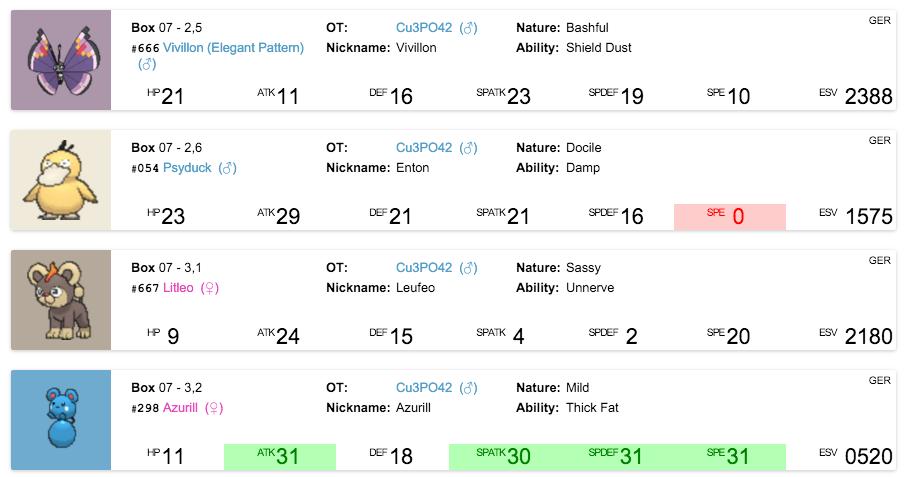 Box 07 - 2,5 OT: Cu3PO42 (♂) Nature: Bashful GER
#666 Vivillon (Elegant Pattern) Nickname: Vivillon Ability: Shield Dust
(♂)
HP 21 ATK 11 DEF 16 SPATK 23 SPDEF 19 SPE 10 ESV 2388
Box 07 - 2,6 OT: Cu3PO42 (♂) Nature: Docile GER
#054 Psyduck (♂) Nickname: Enton Ability: Damp
HP 23 ATK 29 DEF 21 SPATK 21 SPDEF 16 SPE 0 ESV 1575
Box 07 - 3,1 OT: Cu3PO42 (♂) Nature: Sassy GER
#667 Litleo (♀) Nickname: Leufeo Ability: Unnerve
HP 9 ATK 24 DEF 15 SPATK 4 SPDEF 2 SPE 20 ESV 2180
Box 07 - 3,2 OT: Cu3PO42 (♂) Nature: Mild GER
#298 Azurill (♀) Nickname: Azurill Ability: Thick Fat
HP 11 ATK 31 DEF 18 SPATK 30 SPDEF 31 SPE 31 ESV 0520